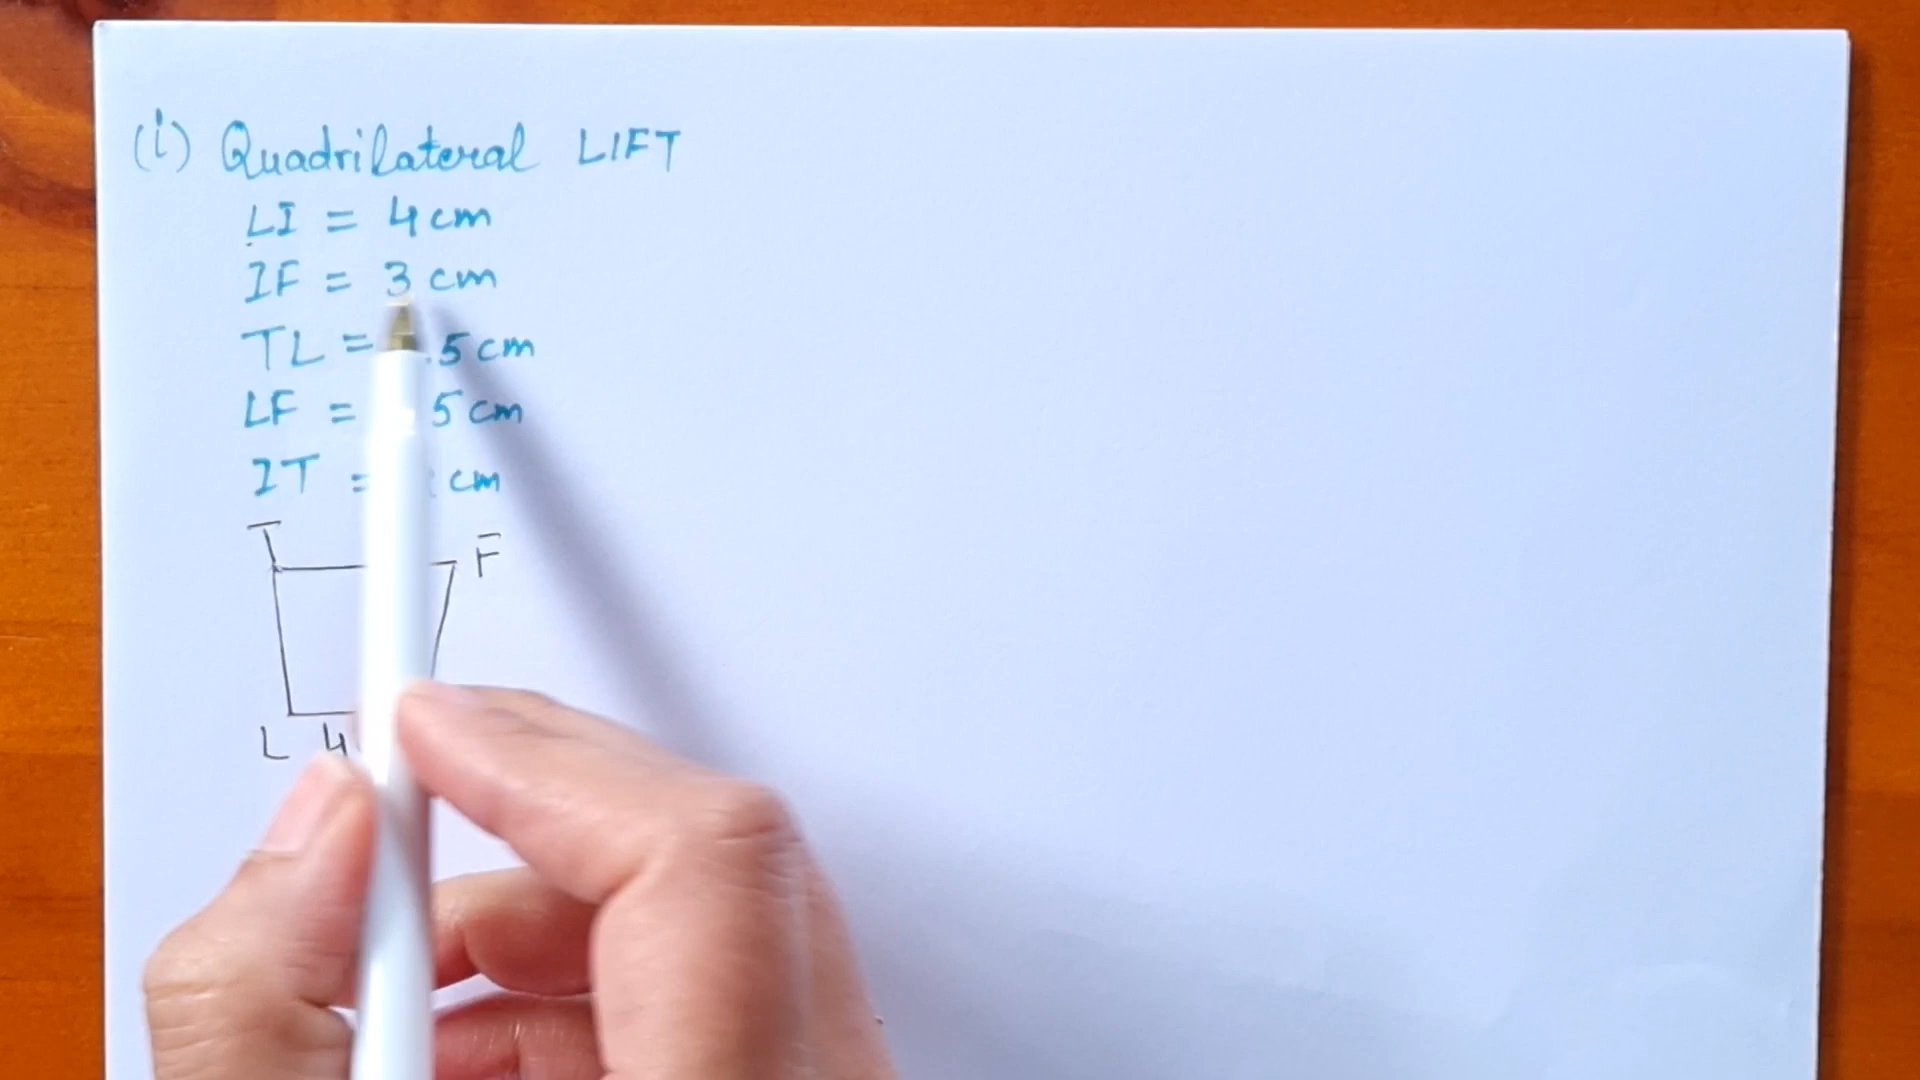 (i) Quadrilateral LIFT
LI = 4 cm
IF = 3 cm
TL = .5 cm
LF = 5 cm
IT = cm
T
F
L 4